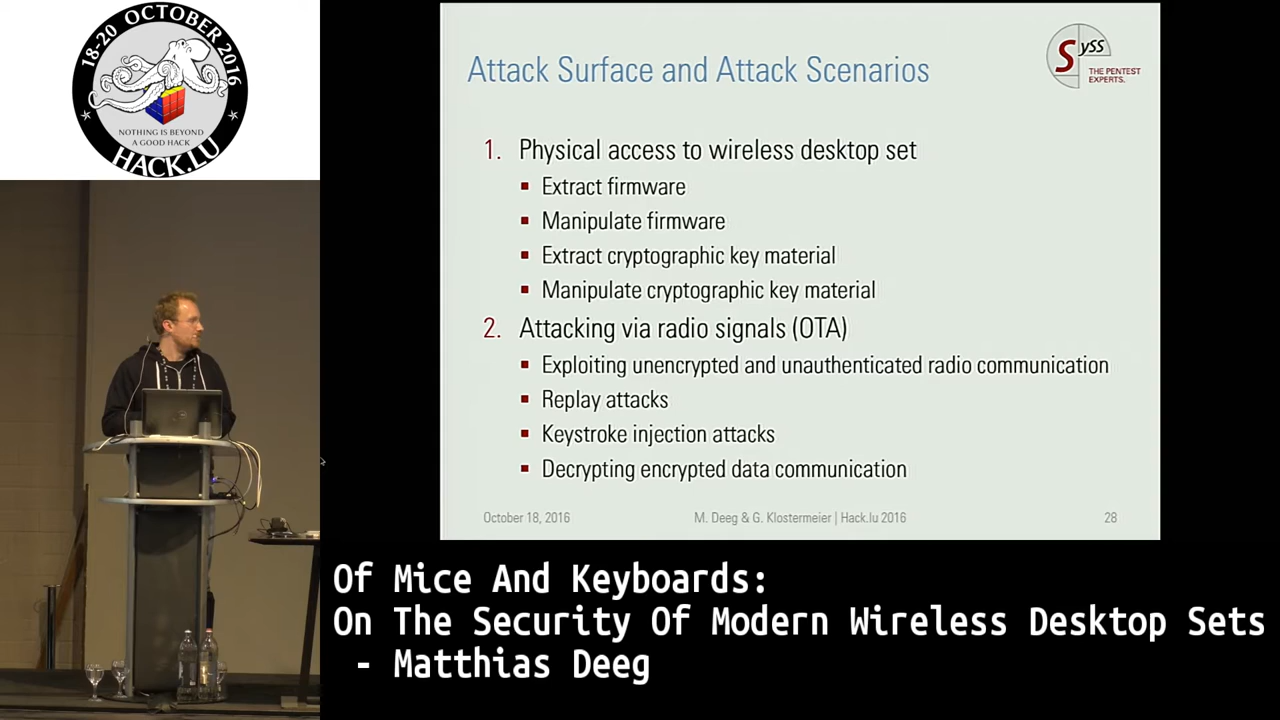 18-20 OCTOBER 2016
NOTHING IS BEYOND
A GOOD HACK
HACK.LU
Attack Surface and Attack Scenarios
SySS
THE PENTEST
EXPERTS.
1. Physical access to wireless desktop set
▪ Extract firmware
▪ Manipulate firmware
▪ Extract cryptographic key material
▪ Manipulate cryptographic key material
2. Attacking via radio signals (OTA)
▪ Exploiting unencrypted and unauthenticated radio communication
▪ Replay attacks
▪ Keystroke injection attacks
▪ Decrypting encrypted data communication
October 18, 2016 M. Deeg & G. Klostermeier | Hack.lu 2016 28
Of Mice And Keyboards:
On The Security Of Modern Wireless Desktop Sets
- Matthias Deeg